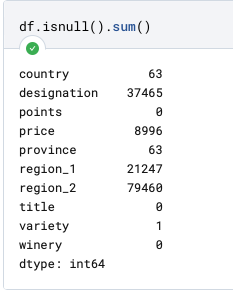 df.isnull().sum()
country 63
designation 37465
points 0
price 8996
province 63
region_1 21247
region_2 79460
title 0
variety 1
winery 0
dtype: int64